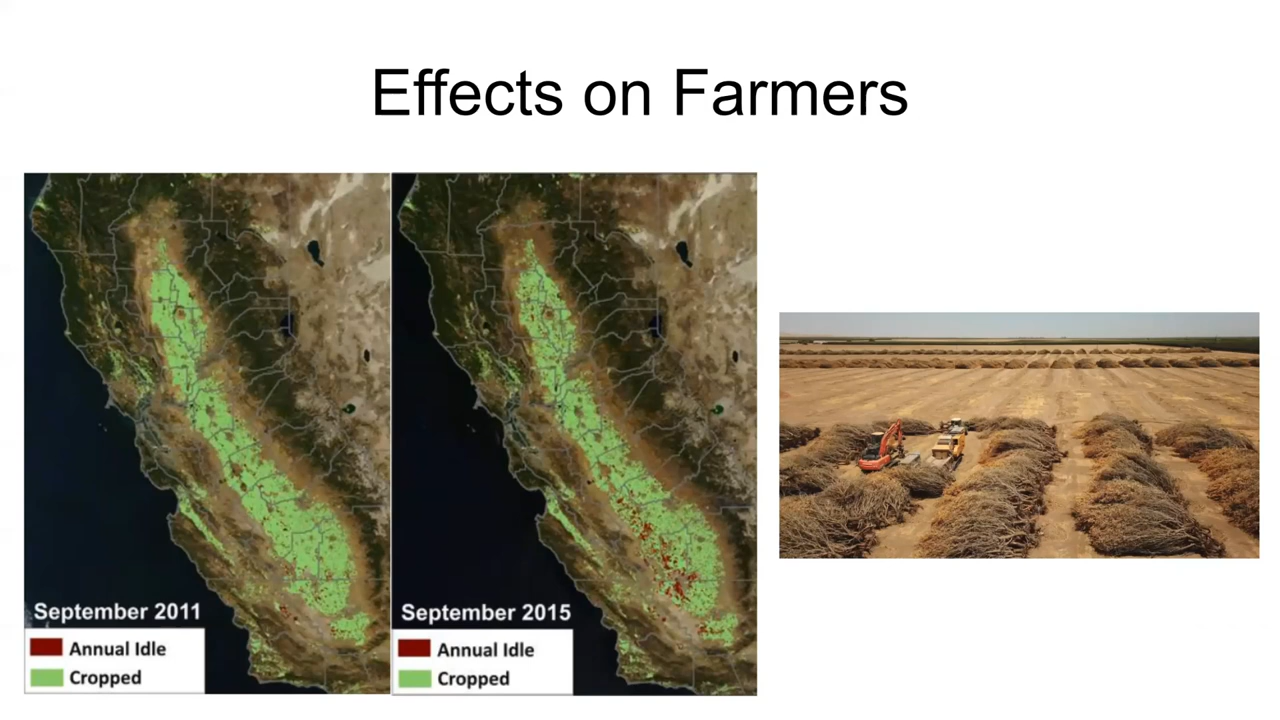 Effects on Farmers
September 2011
Annual Idle
Cropped
September 2015
Annual Idle
Cropped